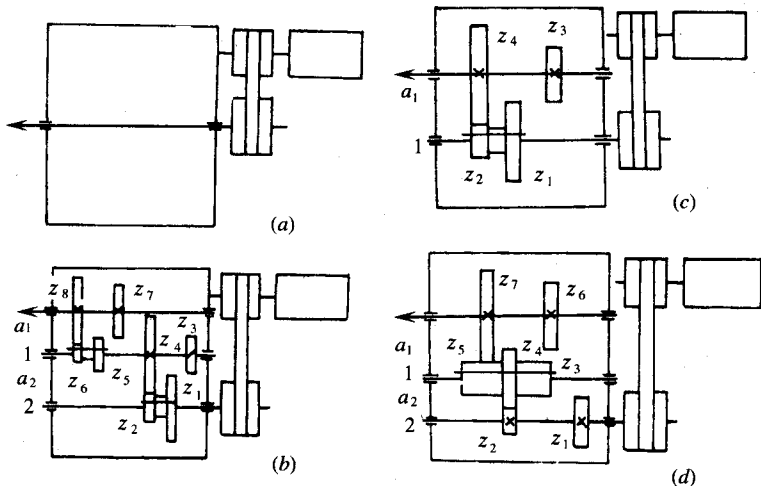 (a)
z₄ z₃
a₁
1
z₂ z₁
(c)
z₈ z₇
a₁
z₃
z₄
1
a₂ z₆ z₅ z₁
2
z₂
(b)
z₇ z₆
a₁ z₅ z₄
1 z₃
a₂
2
z₂ z₁
(d)